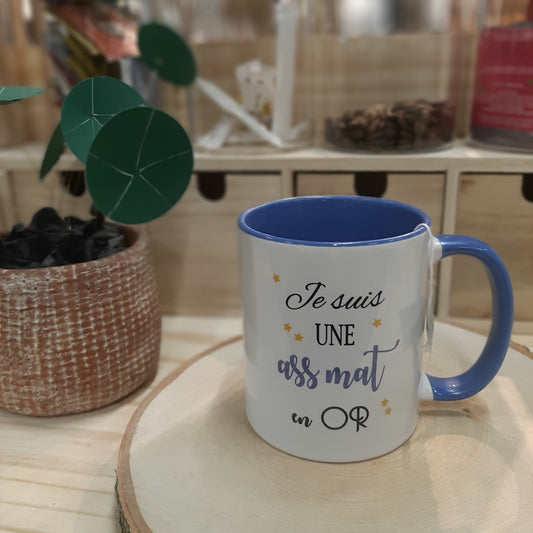 Je suis
UNE
ass mat
en OR